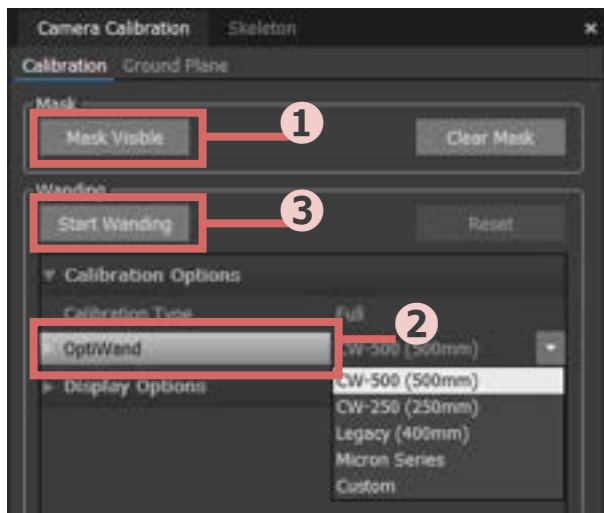 Camera Calibration Skeleton
Calibration Ground Plane
Mask
Mask Visible 1 Clear Mask
Wanding
Start Wanding 3 Reset
Calibration Options
Calibration Type Full
2
OptiWand CW-500 (500mm)
Display Options CW-500 (500mm)
CW-250 (250mm)
Legacy (400mm)
Micron Series
Custom